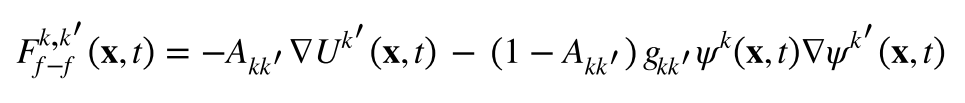 F_{f-f}^{k,k′}(𝐱, t) = −A_{kk′} ∇U^{k′}(𝐱, t) − (1 − A_{kk′}) g_{kk′} ψ^k(𝐱, t)∇ψ^{k′}(𝐱, t)